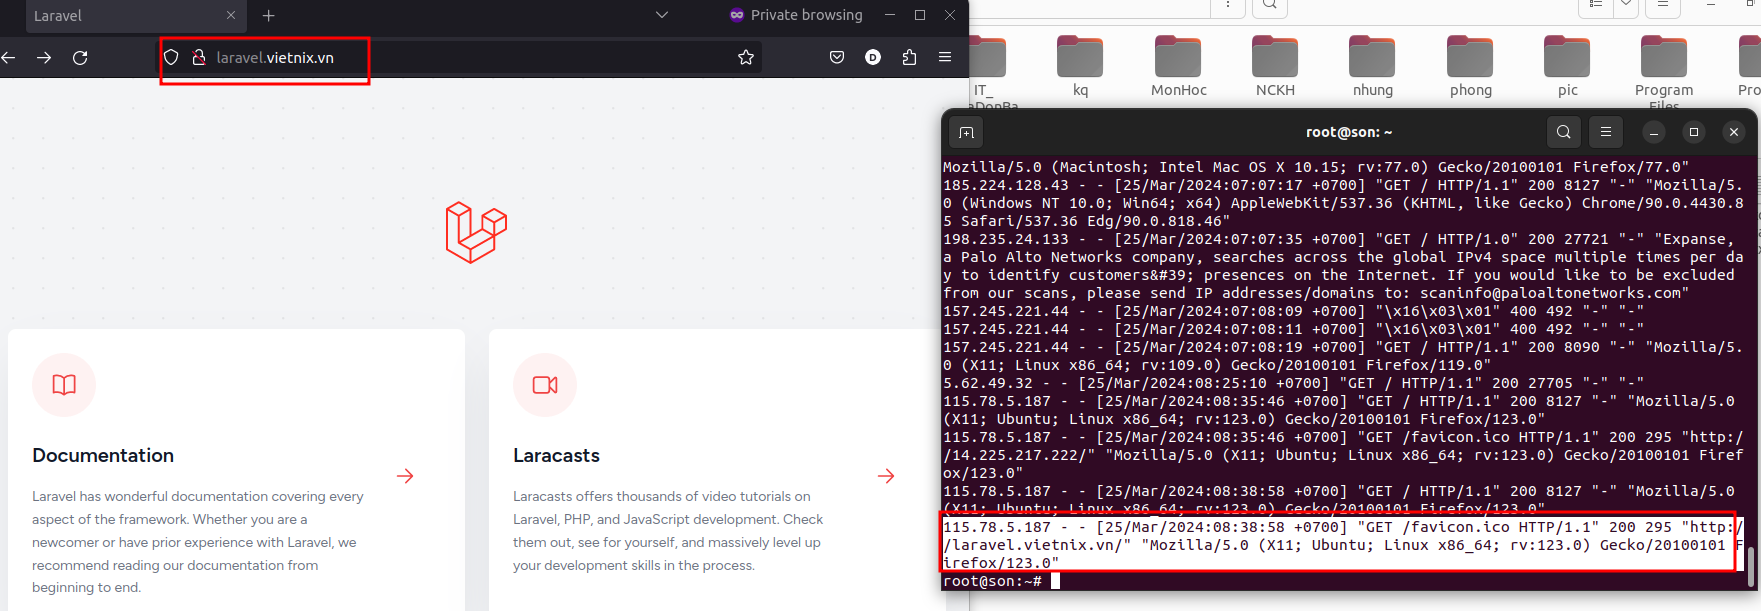 Laravel
Private browsing
laravel.vietnix.vn
D
IT_
kq
MonHoc
NCKH
nhung
phong
pic
Program
Files
Pro
root@son: ~
Mozilla/5.0 (Macintosh; Intel Mac OS X 10.15; rv:77.0) Gecko/20100101 Firefox/77.0"
185.224.128.43 - - [25/Mar/2024:07:07:17 +0700] "GET / HTTP/1.1" 200 8127 "-" "Mozilla/5.
0 (Windows NT 10.0; Win64; x64) AppleWebKit/537.36 (KHTML, like Gecko) Chrome/90.0.4430.8
5 Safari/537.36 Edg/90.0.818.46"
198.235.24.133 - - [25/Mar/2024:07:07:35 +0700] "GET / HTTP/1.0" 200 27721 "-" "Expanse,
a Palo Alto Networks company, searches across the global IPv4 space multiple times per da
y to identify customers&#39; presences on the Internet. If you would like to be excluded
from our scans, please send IP addresses/domains to: scaninfo@paloaltonetworks.com"
157.245.221.44 - - [25/Mar/2024:07:08:09 +0700] "\x16\x03\x01" 400 492 "-" "-"
157.245.221.44 - - [25/Mar/2024:07:08:11 +0700] "\x16\x03\x01" 400 492 "-" "-"
157.245.221.44 - - [25/Mar/2024:07:08:19 +0700] "GET / HTTP/1.1" 200 8090 "-" "Mozilla/5.
0 (X11; Linux x86_64; rv:109.0) Gecko/20100101 Firefox/119.0"
5.62.49.32 - - [25/Mar/2024:08:25:10 +0700] "GET / HTTP/1.1" 200 27705 "-" "-"
115.78.5.187 - - [25/Mar/2024:08:35:46 +0700] "GET / HTTP/1.1" 200 8127 "-" "Mozilla/5.0
(X11; Ubuntu; Linux x86_64; rv:123.0) Gecko/20100101 Firefox/123.0"
115.78.5.187 - - [25/Mar/2024:08:35:46 +0700] "GET /favicon.ico HTTP/1.1" 200 295 "http:/
/14.225.217.222/" "Mozilla/5.0 (X11; Ubuntu; Linux x86_64; rv:123.0) Gecko/20100101 Firef
ox/123.0"
115.78.5.187 - - [25/Mar/2024:08:38:58 +0700] "GET / HTTP/1.1" 200 8127 "-" "Mozilla/5.0
(X11; Ubuntu; Linux x86_64; rv:123.0) Gecko/20100101 Firefox/123.0"
115.78.5.187 - - [25/Mar/2024:08:38:58 +0700] "GET /favicon.ico HTTP/1.1" 200 295 "http:/
/laravel.vietnix.vn/" "Mozilla/5.0 (X11; Ubuntu; Linux x86_64; rv:123.0) Gecko/20100101 F
irefox/123.0"
root@son:~#
Documentation
Laravel has wonderful documentation covering every
aspect of the framework. Whether you are a
newcomer or have prior experience with Laravel, we
recommend reading our documentation from
beginning to end.
Laracasts
Laracasts offers thousands of video tutorials on
Laravel, PHP, and JavaScript development. Check
them out, see for yourself, and massively level up
your development skills in the process.